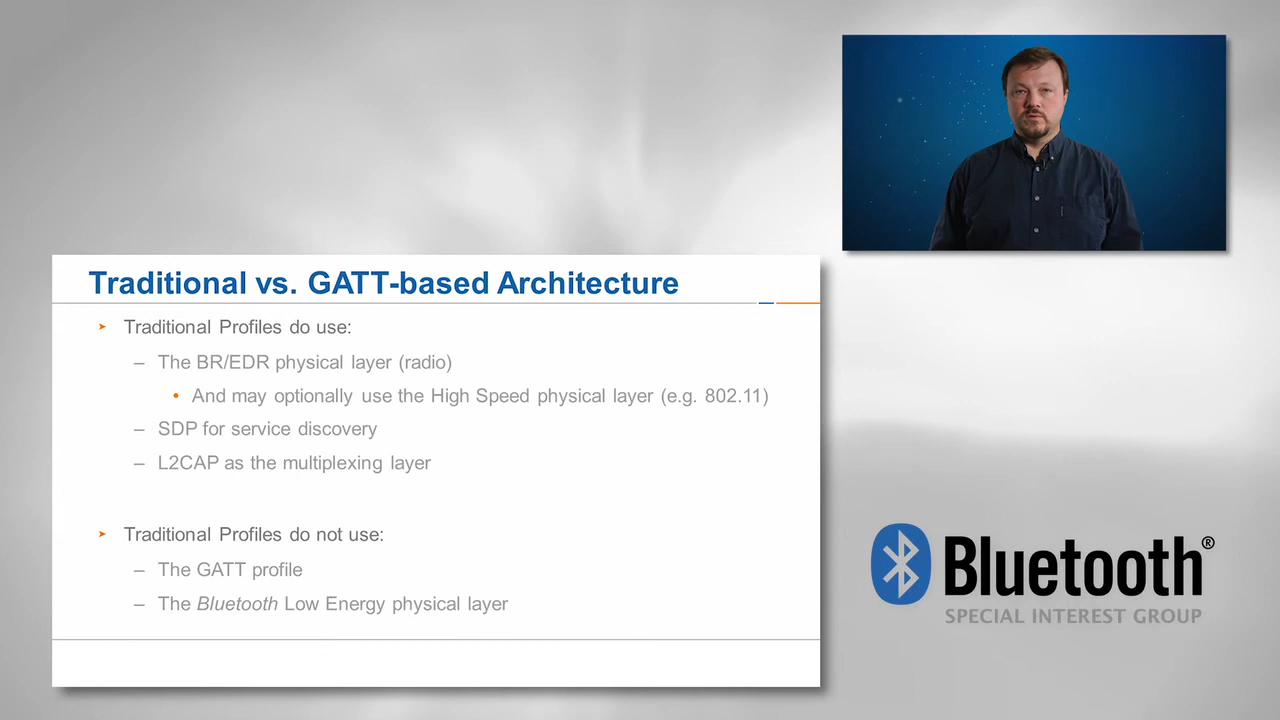 Traditional vs. GATT-based Architecture
➤ Traditional Profiles do use:
– The BR/EDR physical layer (radio)
• And may optionally use the High Speed physical layer (e.g. 802.11)
– SDP for service discovery
– L2CAP as the multiplexing layer
➤ Traditional Profiles do not use:
– The GATT profile
– The Bluetooth Low Energy physical layer
Bluetooth®
SPECIAL INTEREST GROUP